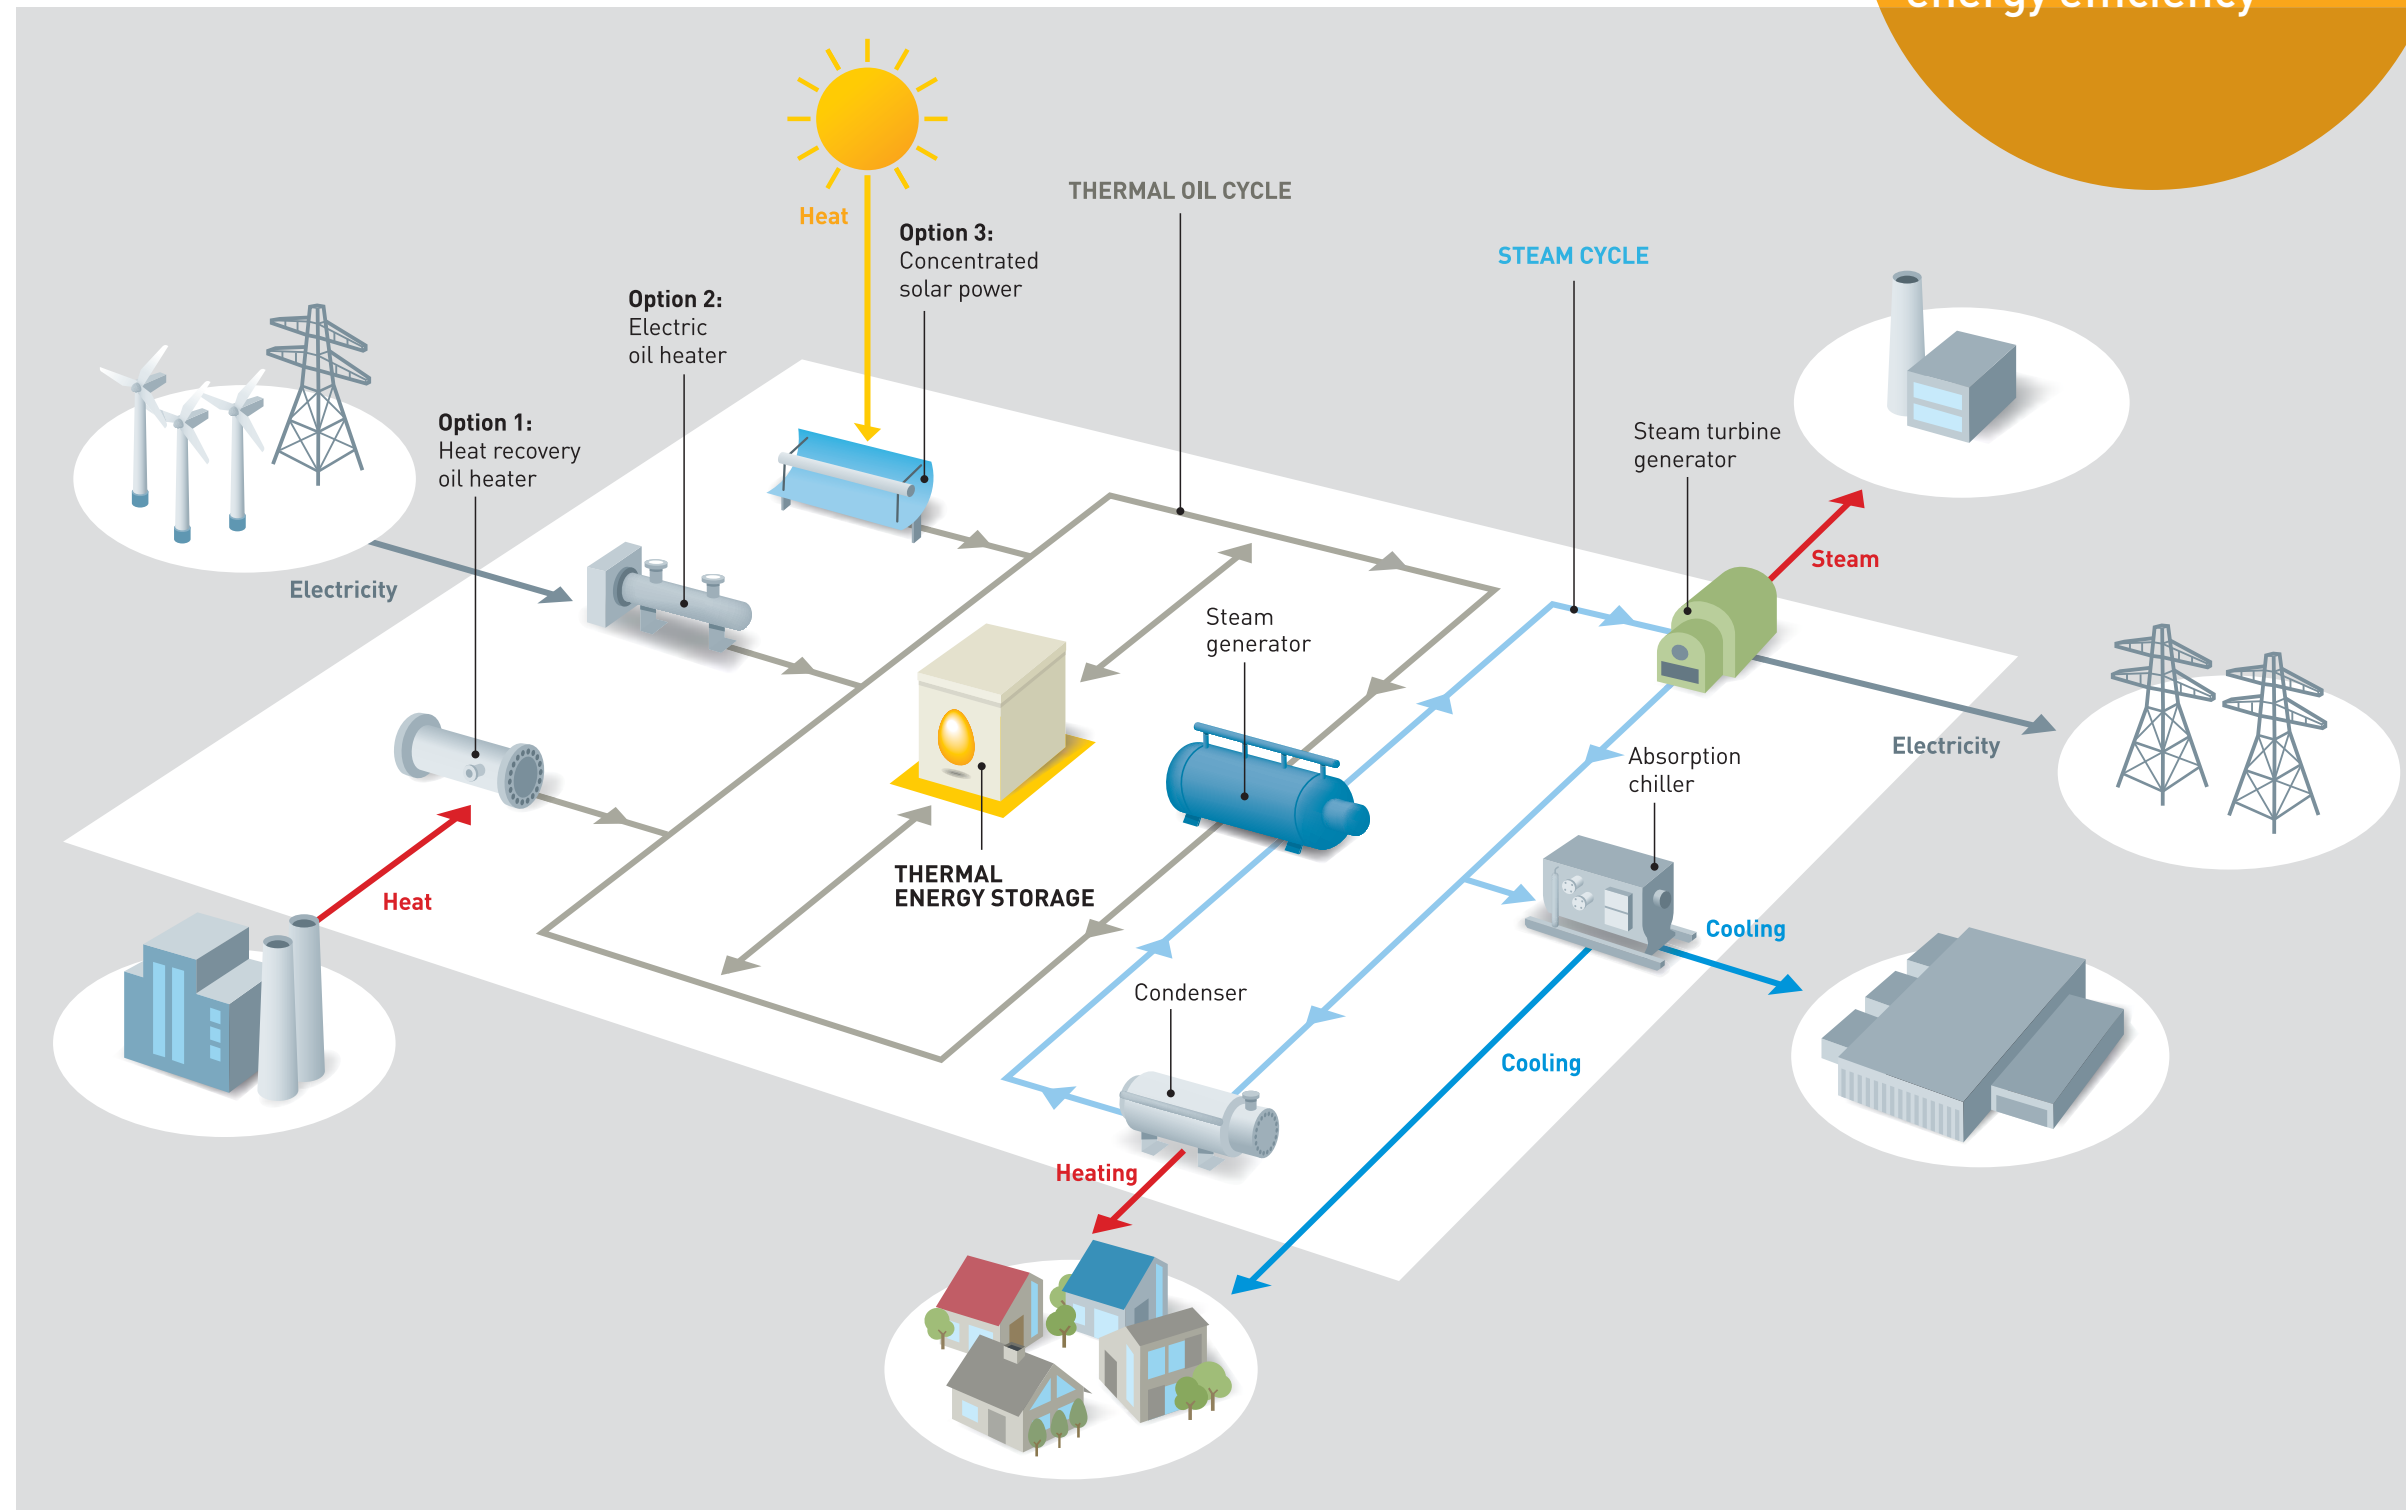 energy efficiency
THERMAL OIL CYCLE
Heat
Option 3:
Concentrated
solar power
STEAM CYCLE
Option 2:
Electric
oil heater
Option 1:
Heat recovery
oil heater
Steam turbine
generator
Steam
Electricity
Steam
generator
Electricity
Absorption
chiller
THERMAL
ENERGY STORAGE
Heat
Cooling
Condenser
Cooling
Heating